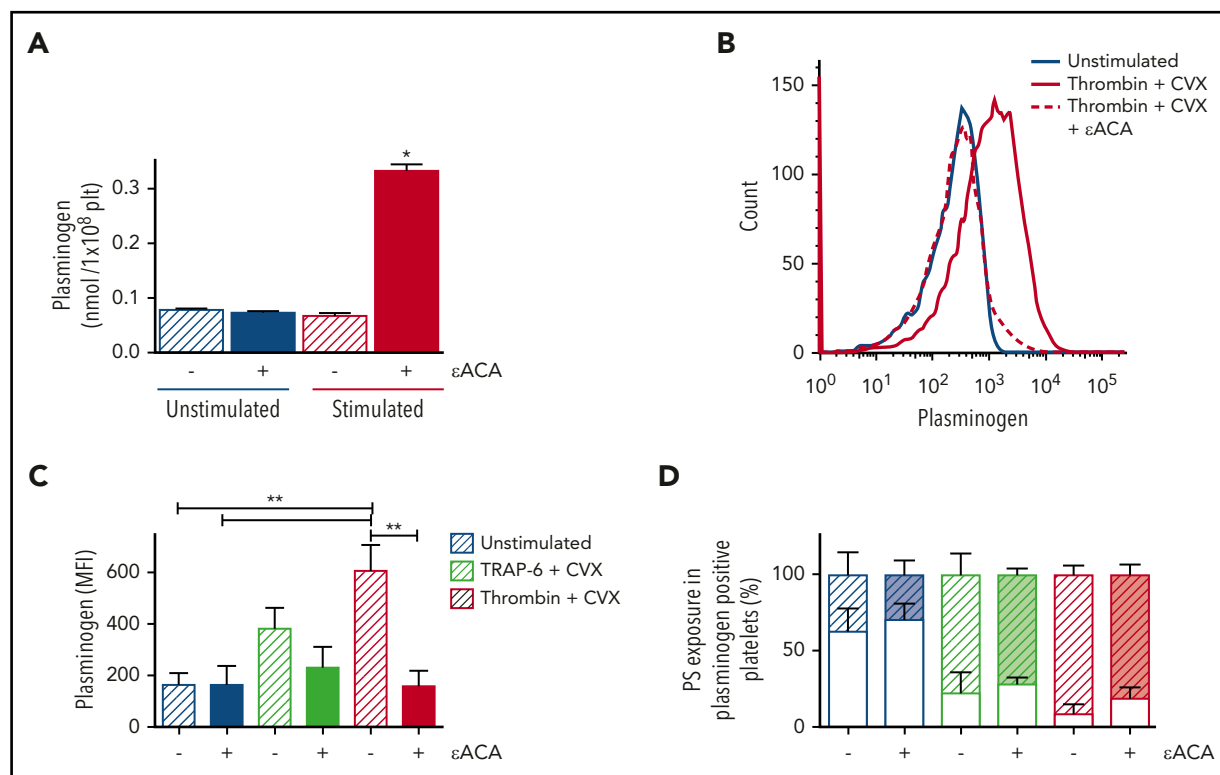 A
Plasminogen
(nmol /1x10⁸ plt)
0.3
0.2
0.1
0.0
- + - + εACA
Unstimulated Stimulated
*
B
Unstimulated
Thrombin + CVX
Thrombin + CVX
+ εACA
Count
150
100
50
0
10⁰ 10¹ 10² 10³ 10⁴ 10⁵
Plasminogen
C
Plasminogen (MFI)
600
400
200
0
**
**
Unstimulated
TRAP-6 + CVX
Thrombin + CVX
- + - + - + εACA
D
PS exposure in
plasminogen positive
platelets (%)
100
50
0
- + - + - + εACA